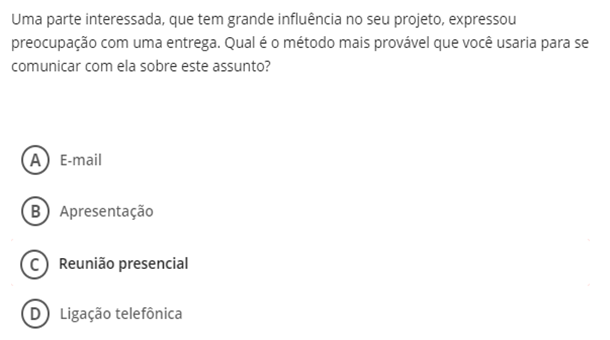 Uma parte interessada, que tem grande influência no seu projeto, expressou
preocupação com uma entrega. Qual é o método mais provável que você usaria para se
comunicar com ela sobre este assunto?
A E-mail
B Apresentação
C Reunião presencial
D Ligação telefônica